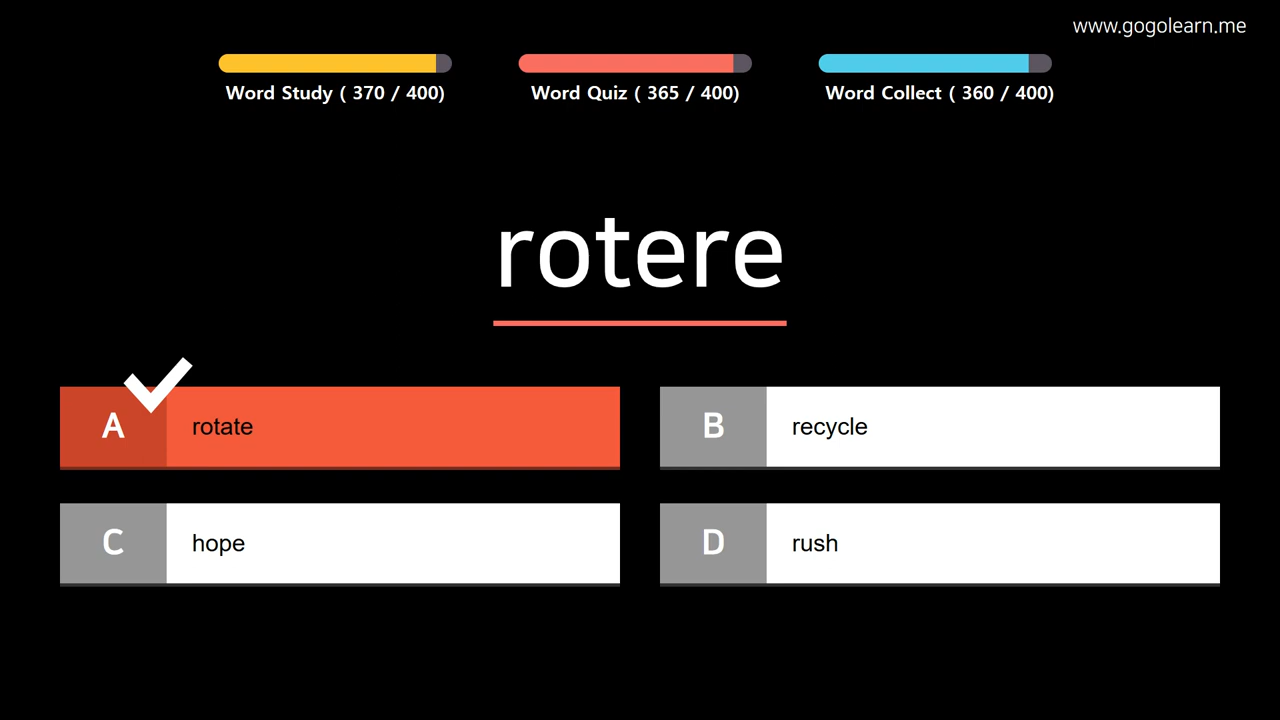 www.gogolearn.me
Word Study ( 370 / 400)
Word Quiz ( 365 / 400)
Word Collect ( 360 / 400)
rotere
A rotate
B recycle
C hope
D rush